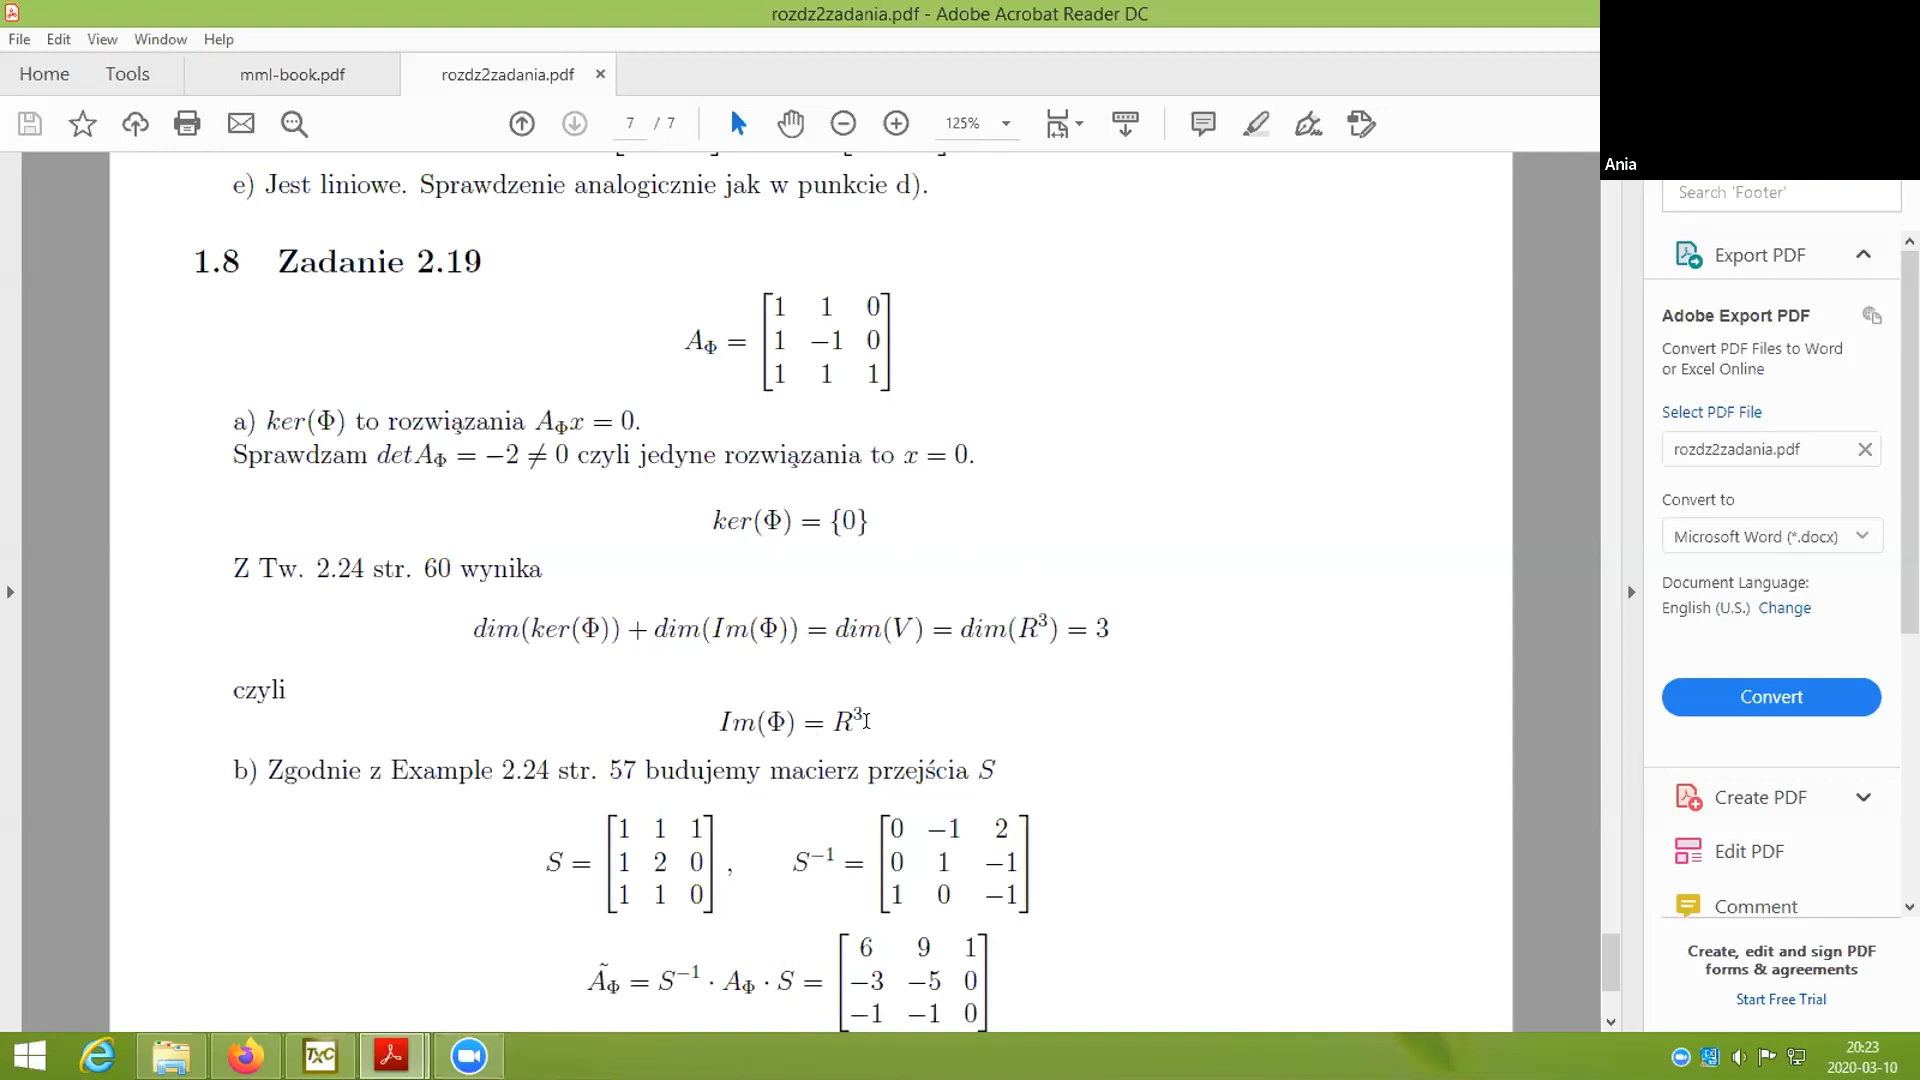 rozdz2zadania.pdf - Adobe Acrobat Reader DC
File Edit View Window Help
Home Tools mml-book.pdf rozdz2zadania.pdf ×
7 / 7 125%
Ania
e) Jest liniowe. Sprawdzenie analogicznie jak w punkcie d).
1.8 Zadanie 2.19
A_Φ = [1 1 0
1 −1 0
1 1 1]
a) ker(Φ) to rozwiązania A_Φx = 0.
Sprawdzam detA_Φ = −2 ≠ 0 czyli jedyne rozwiązania to x = 0.
ker(Φ) = {0}
Z Tw. 2.24 str. 60 wynika
dim(ker(Φ)) + dim(Im(Φ)) = dim(V) = dim(R³) = 3
czyli
Im(Φ) = R³
b) Zgodnie z Example 2.24 str. 57 budujemy macierz przejścia S
S = [1 1 1
1 2 0
1 1 0],
S⁻¹ = [0 −1 2
0 1 −1
1 0 −1]
Ã_Φ = S⁻¹ · A_Φ · S = [6 9 1
−3 −5 0
−1 −1 0]
Search 'Footer'
Export PDF
Adobe Export PDF
Convert PDF Files to Word
or Excel Online
Select PDF File
rozdz2zadania.pdf
Convert to
Microsoft Word (*.docx)
Document Language:
English (U.S.) Change
Convert
Create PDF
Edit PDF
Comment
Create, edit and sign PDF
forms & agreements
Start Free Trial
TXC
20:23
2020-03-10